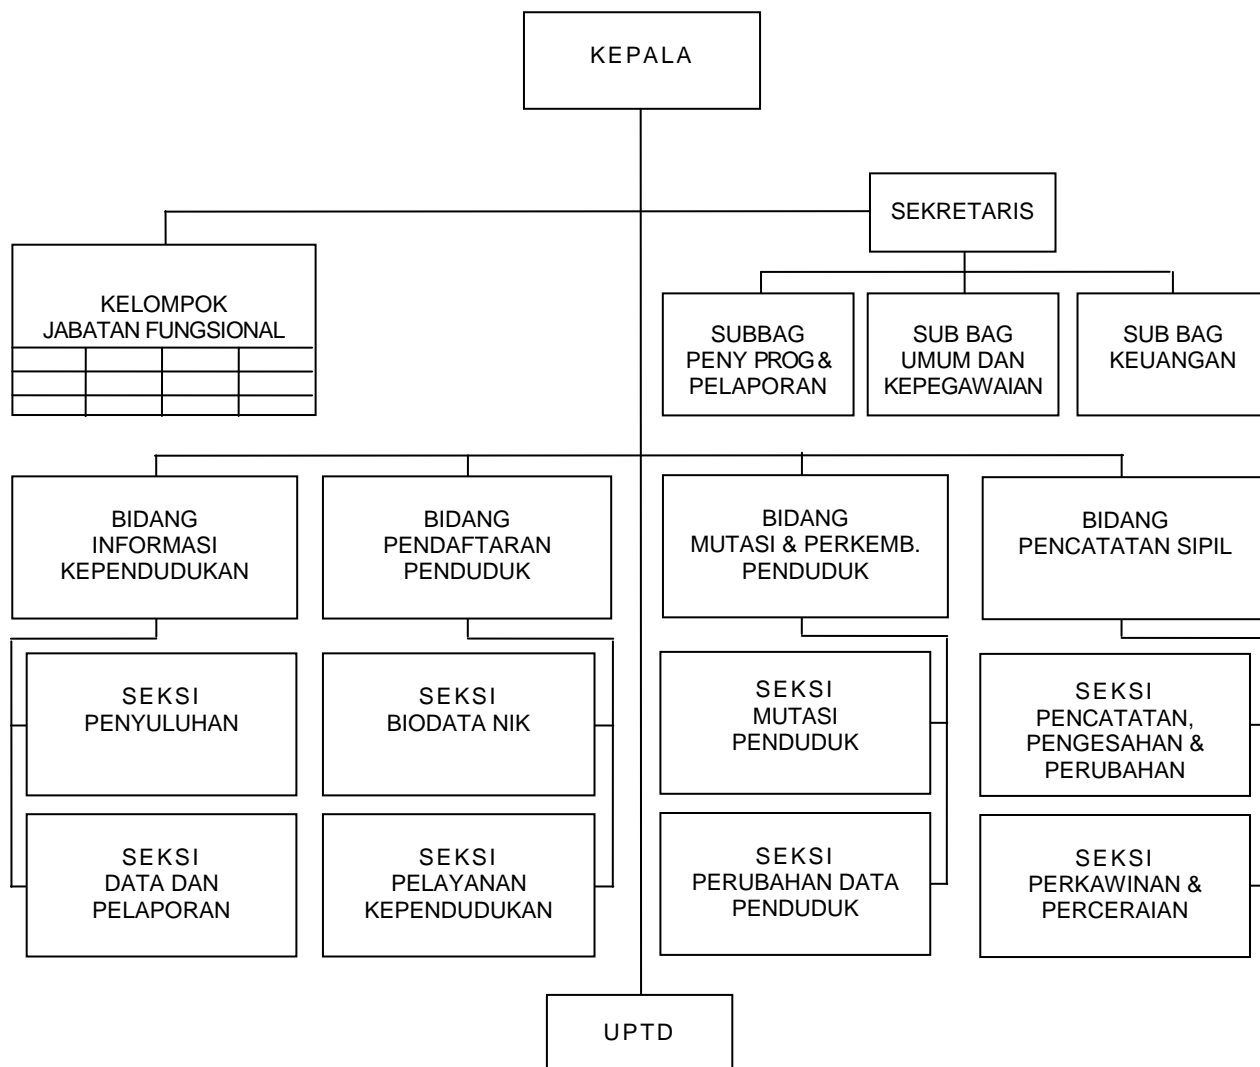 KEPALA
SEKRETARIS
KELOMPOK
JABATAN FUNGSIONAL
SUBBAG
PENY PROG &
PELAPORAN
SUB BAG
UMUM DAN
KEPEGAWAIAN
SUB BAG
KEUANGAN
BIDANG
INFORMASI
KEPENDUDUKAN
BIDANG
PENDAFTARAN
PENDUDUK
BIDANG
MUTASI & PERKEMB.
PENDUDUK
BIDANG
PENCATATAN SIPIL
SEKSI
PENYULUHAN
SEKSI
BIODATA NIK
SEKSI
MUTASI
PENDUDUK
SEKSI
PENCATATAN,
PENGESAHAN &
PERUBAHAN
SEKSI
DATA DAN
PELAPORAN
SEKSI
PELAYANAN
KEPENDUDUKAN
SEKSI
PERUBAHAN DATA
PENDUDUK
SEKSI
PERKAWINAN &
PERCERAIAN
UPTD